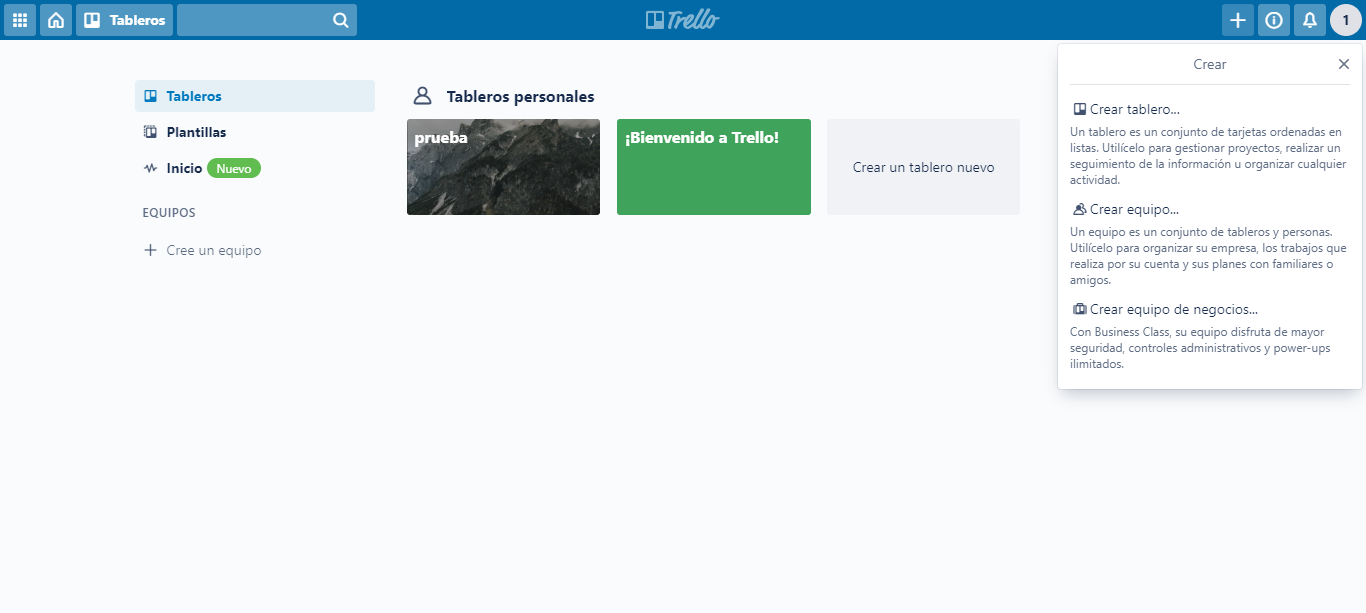 Tableros
Trello
1
Tableros
Plantillas
Inicio Nuevo
EQUIPOS
Cree un equipo
Tableros personales
prueba
¡Bienvenido a Trello!
Crear un tablero nuevo
Crear
Crear tablero...
Un tablero es un conjunto de tarjetas ordenadas en
listas. Utilícelo para gestionar proyectos, realizar un
seguimiento de la información u organizar cualquier
actividad.
Crear equipo...
Un equipo es un conjunto de tableros y personas.
Utilícelo para organizar su empresa, los trabajos que
realiza por su cuenta y sus planes con familiares o
amigos.
Crear equipo de negocios...
Con Business Class, su equipo disfruta de mayor
seguridad, controles administrativos y power-ups
ilimitados.